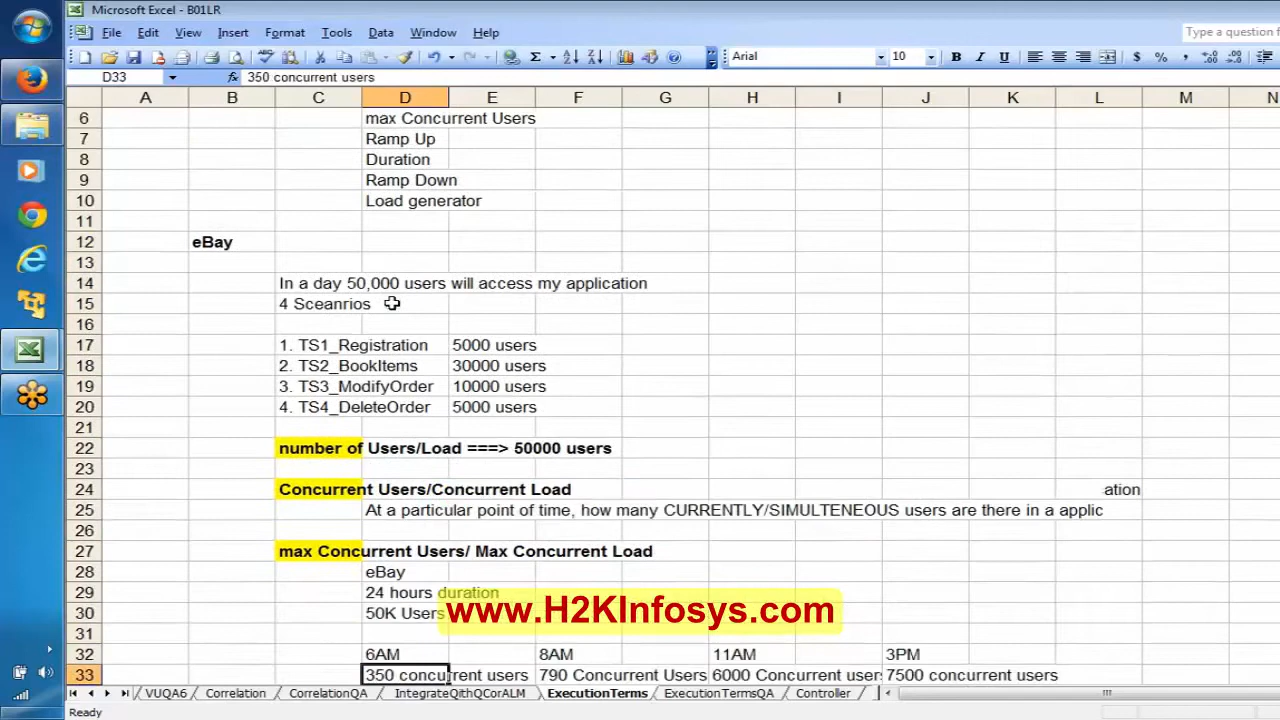 Microsoft Excel - B01LR
File Edit View Insert Format Tools Data Window Help
Type a question f
Arial 10 B I U $ % ,
D33 fx 350 concurrent users
A B C D E F G H I J K L M N
6 max Concurrent Users
7 Ramp Up
8 Duration
9 Ramp Down
10 Load generator
11
12 eBay
13
14 In a day 50,000 users will access my application
15 4 Sceanrios
16
17 1. TS1_Registration 5000 users
18 2. TS2_BookItems 30000 users
19 3. TS3_ModifyOrder 10000 users
20 4. TS4_DeleteOrder 5000 users
21
22 number of Users/Load ===> 50000 users
23
24 Concurrent Users/Concurrent Load ation
25 At a particular point of time, how many CURRENTLY/SIMULTENEOUS users are there in a applic
26
27 max Concurrent Users/ Max Concurrent Load
28 eBay
29 24 hours duration
30 50K Users
www.H2KInfosys.com
31
32 6AM 8AM 11AM 3PM
33 350 concurrent users 790 Concurrent Users 6000 Concurrent users 7500 concurrent users
VUQA6 Correlation CorrelationQA IntegrateQithQCorALM ExecutionTerms ExecutionTermsQA Controller
Ready